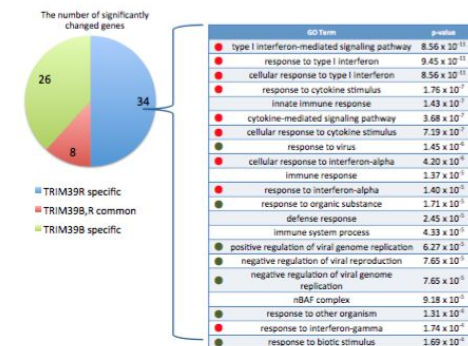 The number of significantly
changed genes
26
34
8
TRIM39R specific
TRIM39B,R common
TRIM39B specific
GO Term p-value
type I interferon-mediated signaling pathway 8.56 x 10⁻¹¹
response to type I interferon 9.45 x 10⁻¹¹
cellular response to type I interferon 8.56 x 10⁻¹¹
response to cytokine stimulus 1.76 x 10⁻⁷
innate immune response 1.43 x 10⁻⁷
cytokine-mediated signaling pathway 3.68 x 10⁻⁷
cellular response to cytokine stimulus 7.19 x 10⁻⁷
response to virus 1.45 x 10⁻⁶
cellular response to interferon-alpha 4.20 x 10⁻⁶
immune response 1.37 x 10⁻⁵
response to interferon-alpha 1.40 x 10⁻⁵
response to organic substance 1.71 x 10⁻⁵
defense response 2.45 x 10⁻⁵
immune system process 4.33 x 10⁻⁵
positive regulation of viral genome replication 6.27 x 10⁻⁵
negative regulation of viral reproduction 7.65 x 10⁻⁵
negative regulation of viral genome
replication 7.65 x 10⁻⁵
nBAF complex 9.18 x 10⁻⁵
response to other organism 1.31 x 10⁻⁴
response to interferon-gamma 1.74 x 10⁻⁴
response to biotic stimulus 1.69 x 10⁻⁴